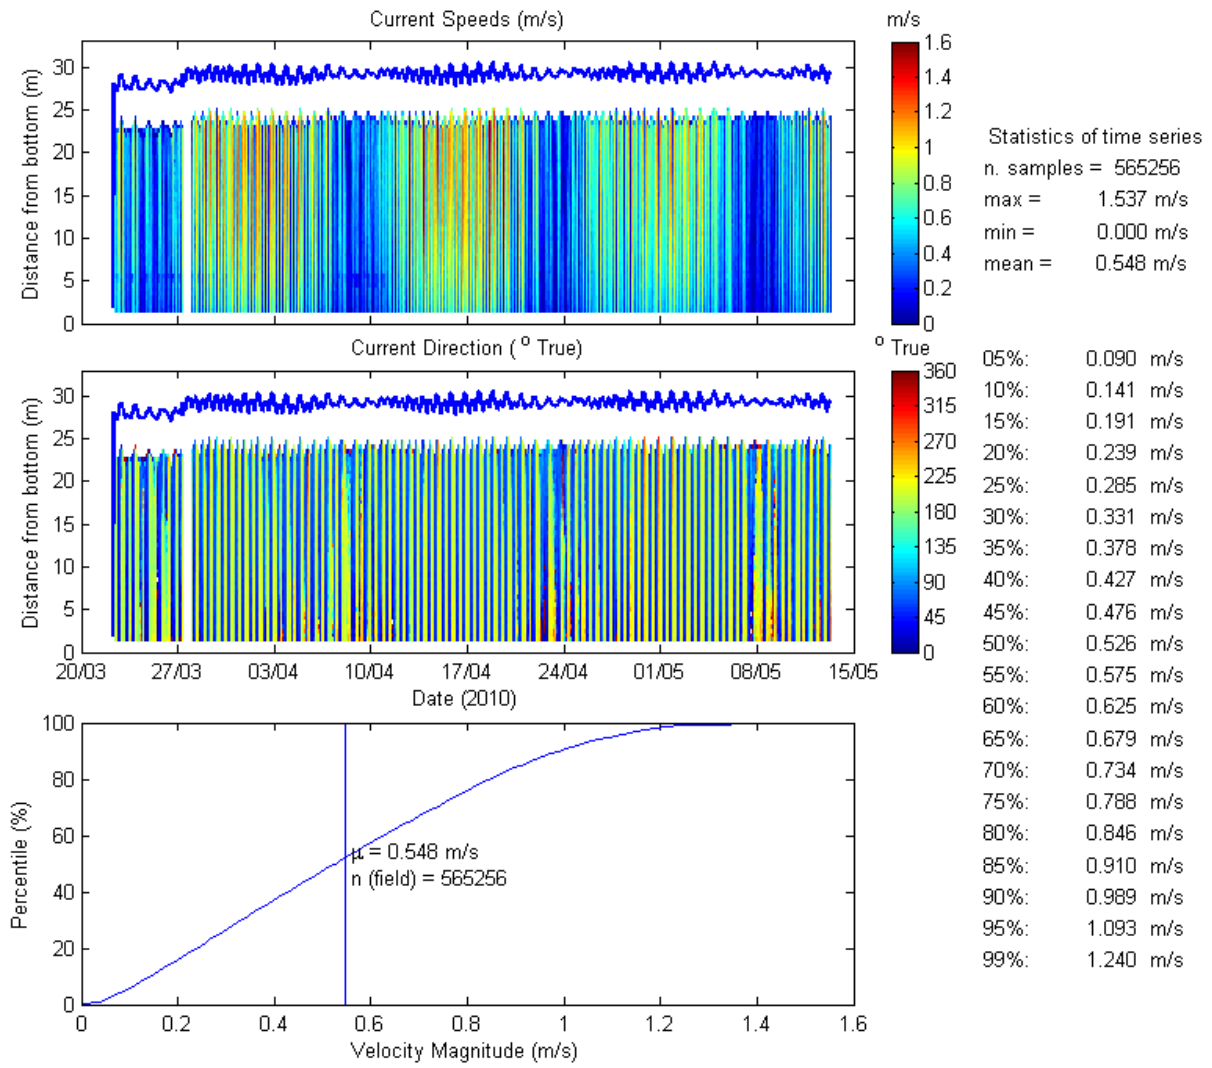 Current Speeds (m/s)
m/s
Distance from bottom (m)
30
25
20
15
10
5
0
1.6
1.4
1.2
1
0.8
0.6
0.4
0.2
0
Statistics of time series
n. samples = 565256
max = 1.537 m/s
min = 0.000 m/s
mean = 0.548 m/s
Current Direction ( o True)
o True
Distance from bottom (m)
30
25
20
15
10
5
0
360
315
270
225
180
135
90
45
0
20/03 27/03 03/04 10/04 17/04 24/04 01/05 08/05 15/05
Date (2010)
05%: 0.090 m/s
10%: 0.141 m/s
15%: 0.191 m/s
20%: 0.239 m/s
25%: 0.285 m/s
30%: 0.331 m/s
35%: 0.378 m/s
40%: 0.427 m/s
45%: 0.476 m/s
50%: 0.526 m/s
55%: 0.575 m/s
60%: 0.625 m/s
65%: 0.679 m/s
70%: 0.734 m/s
75%: 0.788 m/s
80%: 0.846 m/s
85%: 0.910 m/s
90%: 0.989 m/s
95%: 1.093 m/s
99%: 1.240 m/s
Percentile (%)
100
80
60
40
20
0
μ = 0.548 m/s
n (field) = 565256
0 0.2 0.4 0.6 0.8 1 1.2 1.4 1.6
Velocity Magnitude (m/s)